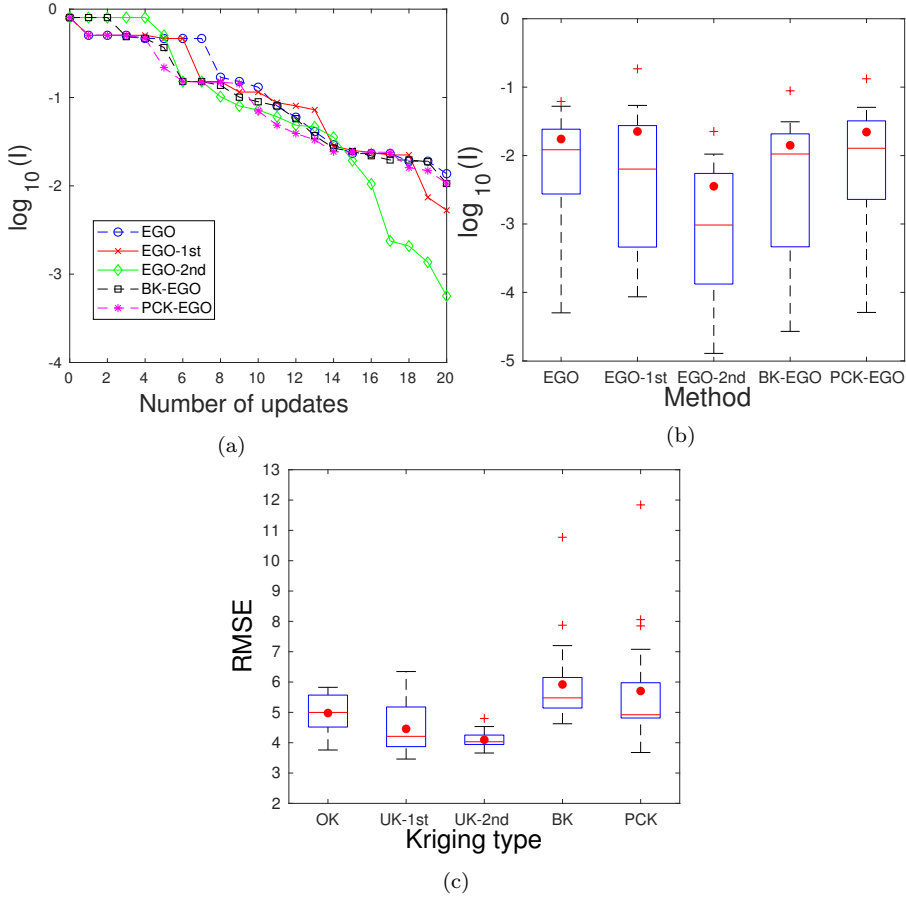 log 10 (I)
-0
-1
-2
-3
-4
EGO
EGO-1st
EGO-2nd
BK-EGO
PCK-EGO
0 2 4 6 8 10 12 14 16 18 20
Number of updates
(a)
log 10 (I)
-0
-1
-2
-3
-4
-5
EGO EGO-1st EGO-2nd BK-EGO PCK-EGO
Method
(b)
RMSE
13
12
11
10
9
8
7
6
5
4
3
2
OK UK-1st UK-2nd BK PCK
Kriging type
(c)